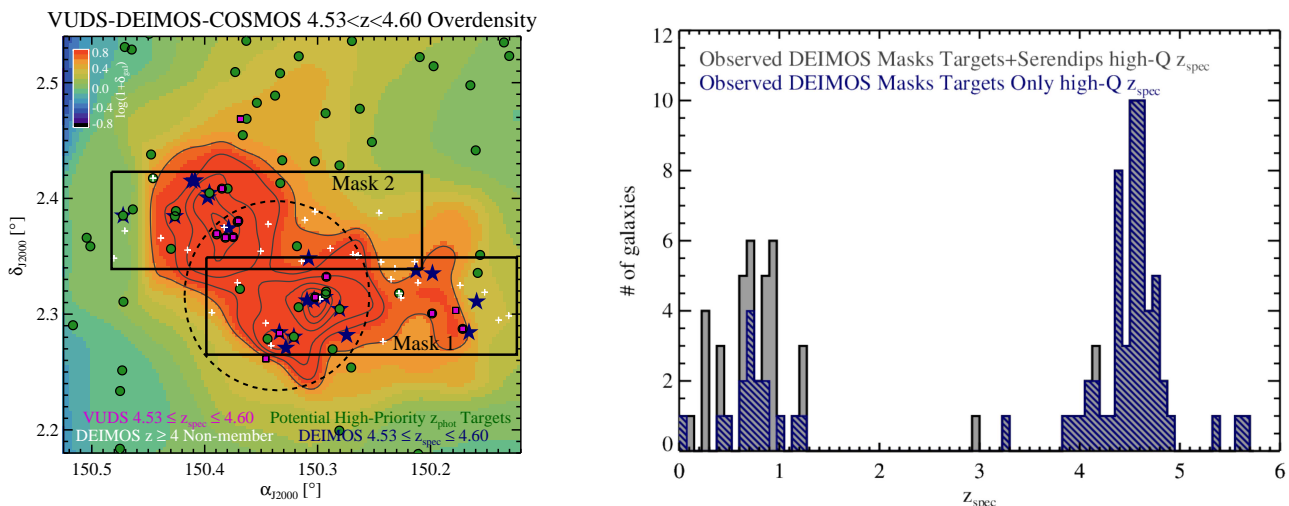 VUDS-DEIMOS-COSMOS 4.53<z<4.60 Overdensity
0.8
0.4
0.0
-0.4
-0.8
log(1+δgal)
2.5
2.4
2.3
2.2
δJ2000 [°]
Mask 2
Mask 1
VUDS 4.53 ≤ zspec ≤ 4.60 Potential High-Priority zphot Targets
DEIMOS z ≥ 4 Non-member DEIMOS 4.53 ≤ zspec ≤ 4.60
150.5 150.4 150.3 150.2
αJ2000 [°]
Observed DEIMOS Masks Targets+Serendips high-Q zspec
Observed DEIMOS Masks Targets Only high-Q zspec
12
10
8
6
4
2
0
# of galaxies
0 1 2 3 4 5 6
zspec